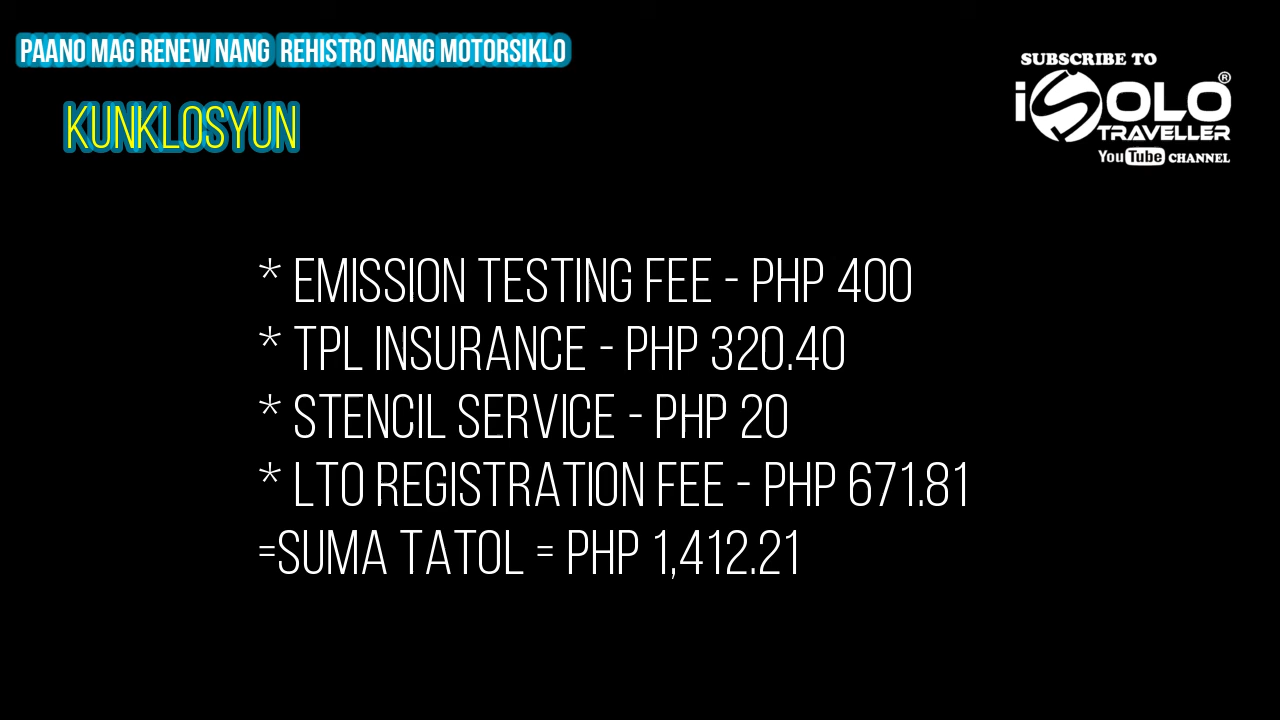 PAANO MAG RENEW NANG REHISTRO NANG MOTORSIKLO
KUNKLOSYUN
SUBSCRIBE TO
iSOLO®
TRAVELLER
YouTube CHANNEL
* EMISSION TESTING FEE - PHP 400
* TPL INSURANCE - PHP 320.40
* STENCIL SERVICE - PHP 20
* LTO REGISTRATION FEE - PHP 671.81
=SUMA TATOL = PHP 1,412.21